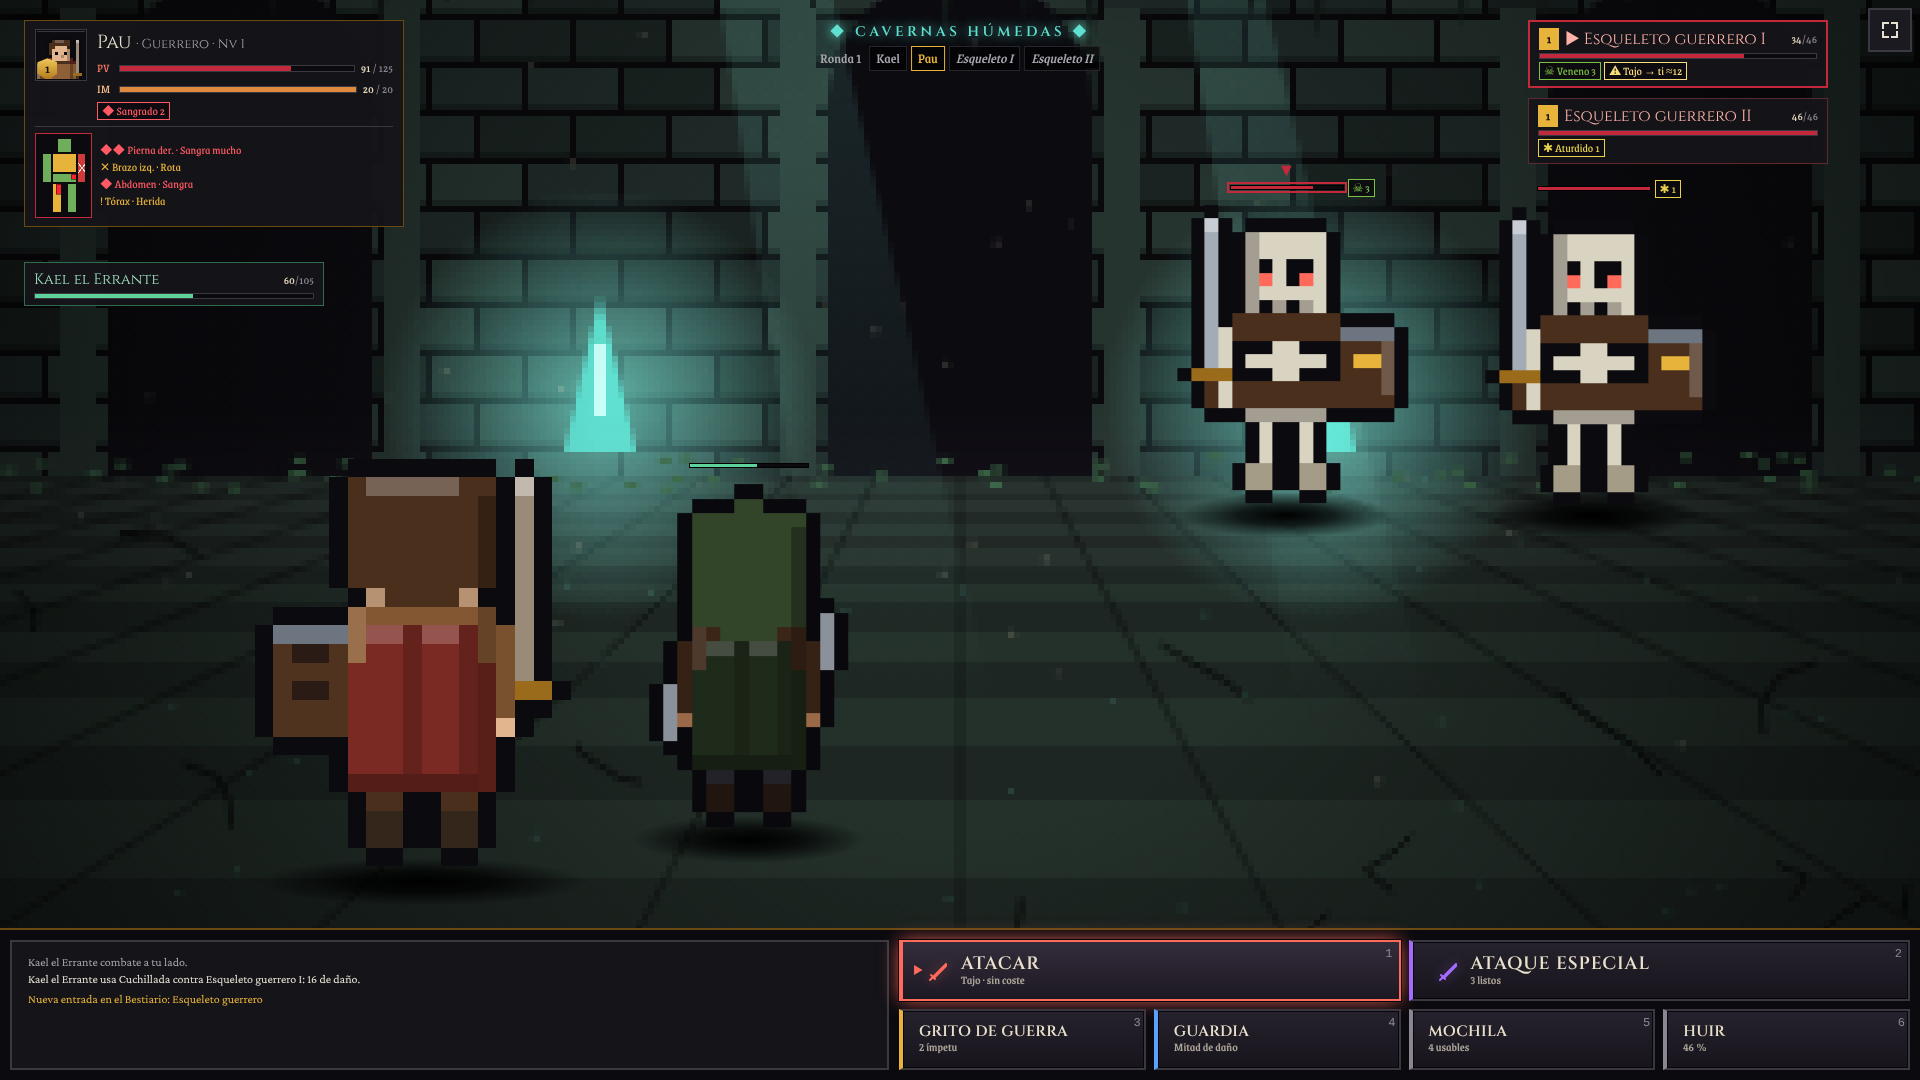 PAU · GUERRERO · NV 1
1
PV 91 / 125
IM 20 / 20
Sangrado 2
Pierna der. · Sangra mucho
Brazo izq. · Rota
Abdomen · Sangra
! Tórax · Herida
KAEL EL ERRANTE 60/105
CAVERNAS HÚMEDAS
Ronda 1 Kael Pau Esqueleto I Esqueleto II
1 ESQUELETO GUERRERO I 34/46
Veneno 3 Tajo → ti ≈12
1 ESQUELETO GUERRERO II 46/46
Aturdido 1
3
1
Kael el Errante combate a tu lado.
Kael el Errante usa Cuchillada contra Esqueleto guerrero I: 16 de daño.
Nueva entrada en el Bestiario: Esqueleto guerrero
ATACAR 1
Tajo · sin coste
ATAQUE ESPECIAL 2
3 listos
GRITO DE GUERRA 3
2 ímpetu
GUARDIA 4
Mitad de daño
MOCHILA 5
4 usables
HUIR 6
46 %